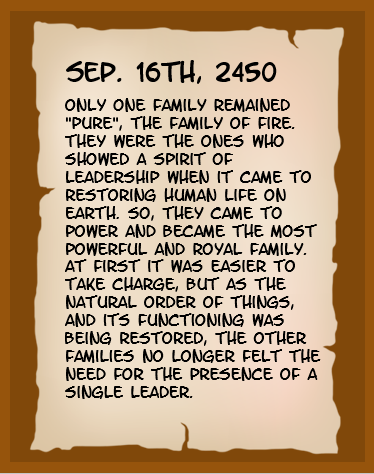 SEP. 16TH, 2450
ONLY ONE FAMILY REMAINED
"PURE", THE FAMILY OF FIRE.
THEY WERE THE ONES WHO
SHOWED A SPIRIT OF
LEADERSHIP WHEN IT CAME TO
RESTORING HUMAN LIFE ON
EARTH. SO, THEY CAME TO
POWER AND BECAME THE MOST
POWERFUL AND ROYAL FAMILY.
AT FIRST IT WAS EASIER TO
TAKE CHARGE, BUT AS THE
NATURAL ORDER OF THINGS,
AND ITS FUNCTIONING WAS
BEING RESTORED, THE OTHER
FAMILIES NO LONGER FELT THE
NEED FOR THE PRESENCE OF A
SINGLE LEADER.